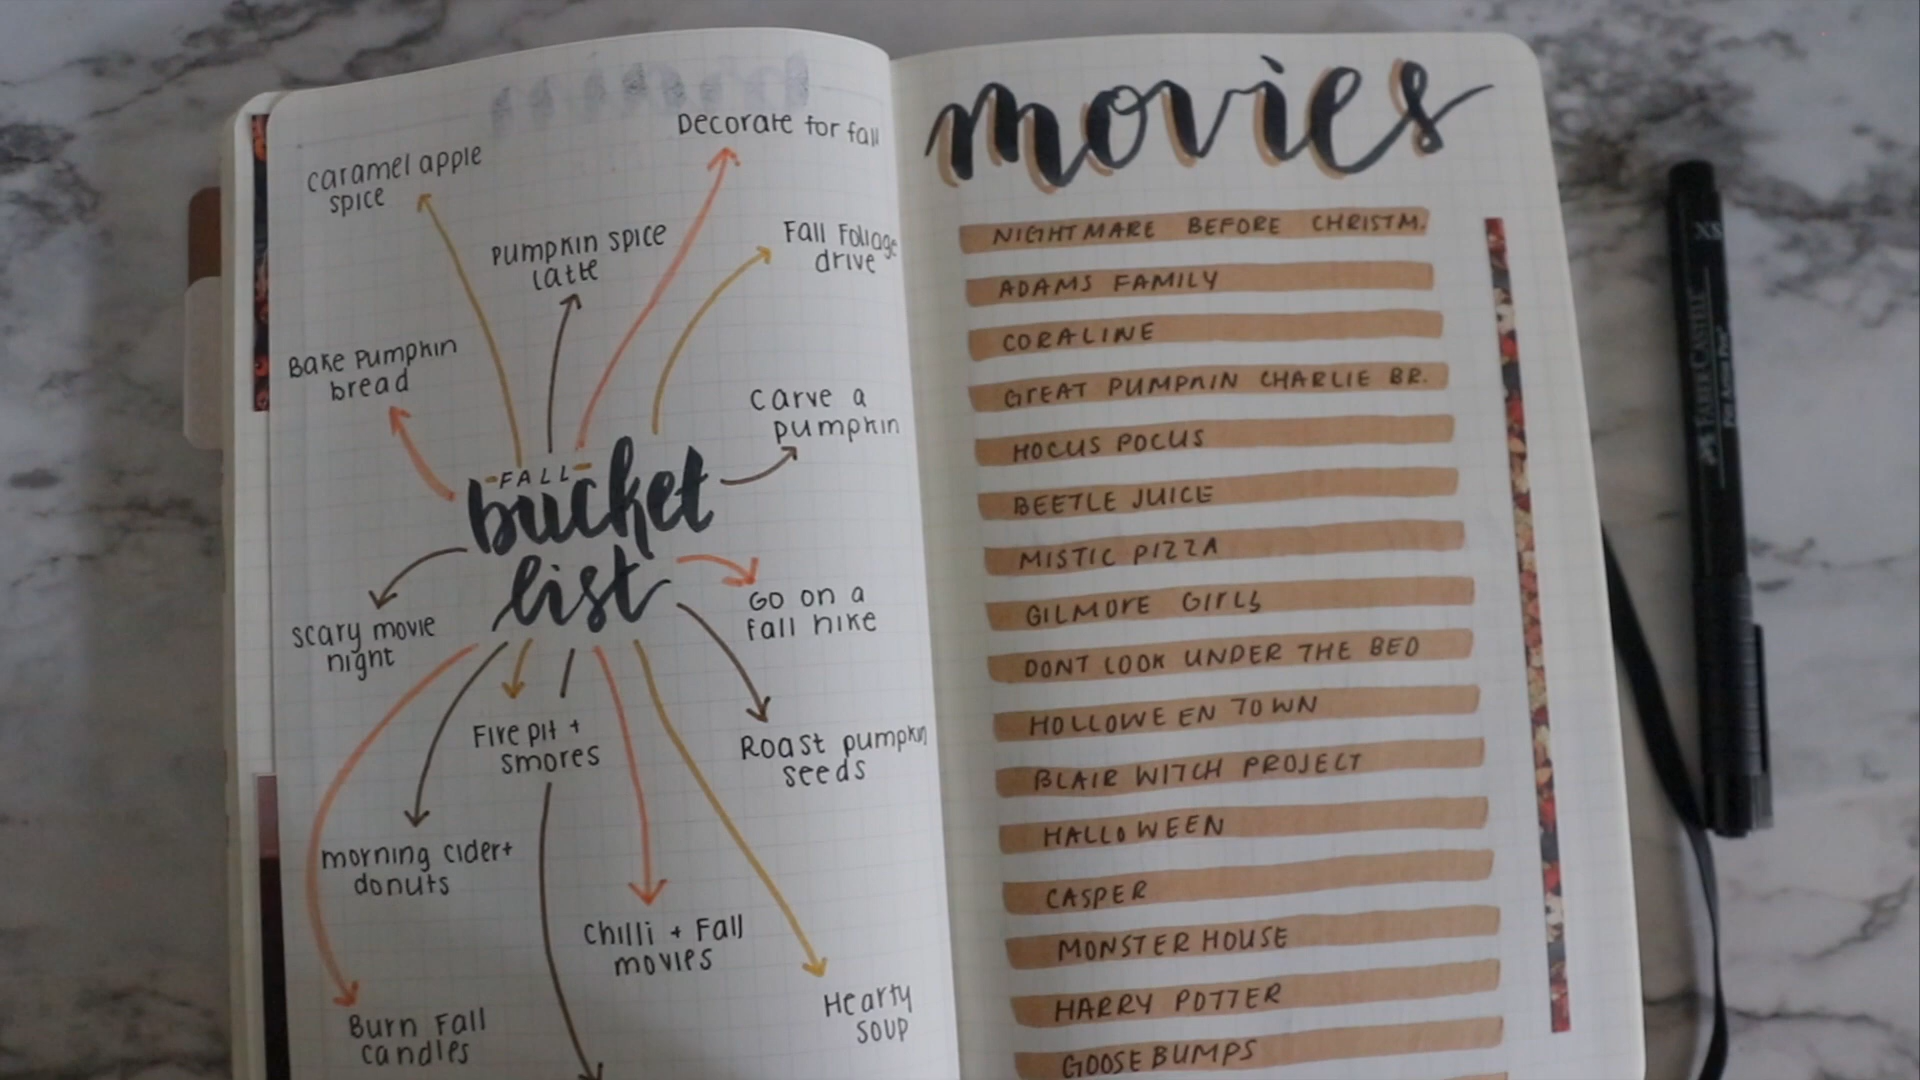 Decorate for fall
caramel apple
spice
pumpkin spice
latte
Fall Foliage
drive
Bake Pumpkin
bread
carve a
pumpkin
-FALL-
bucket
list
scary movie
night
Go on a
fall hike
Fire pit +
smores
Roast pumpkin
seeds
morning cider+
donuts
Chilli + Fall
movies
Hearty
soup
Burn Fall
candles
movies
NIGHTMARE BEFORE CHRISTM.
ADAMS FAMILY
CORALINE
GREAT PUMPKIN CHARLIE BR.
HOCUS POCUS
BEETLE JUICE
MISTIC PIZZA
GILMORE GIRLS
DONT LOOK UNDER THE BED
HOLLOWEEN TOWN
BLAIR WITCH PROJECT
HALLOWEEN
CASPER
MONSTER HOUSE
HARRY POTTER
GOOSEBUMPS
XS
FABER-CASTELL